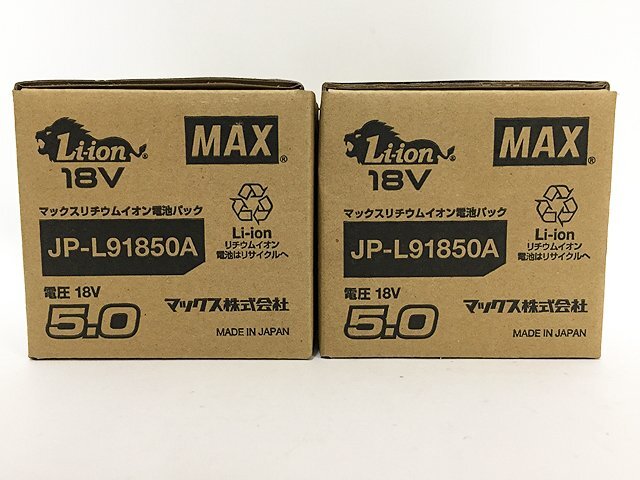 Li-ion MAX
18V
マックスリチウムイオン電池パック
JP-L91850A
Li-ion
リチウムイオン
電池はリサイクルへ
電圧 18V
5.0
マックス株式会社
MADE IN JAPAN
Li-ion MAX
18V
マックスリチウムイオン電池パック
JP-L91850A
Li-ion
リチウムイオン
電池はリサイクルへ
電圧 18V
5.0
マックス株式会社
MADE IN JAPAN